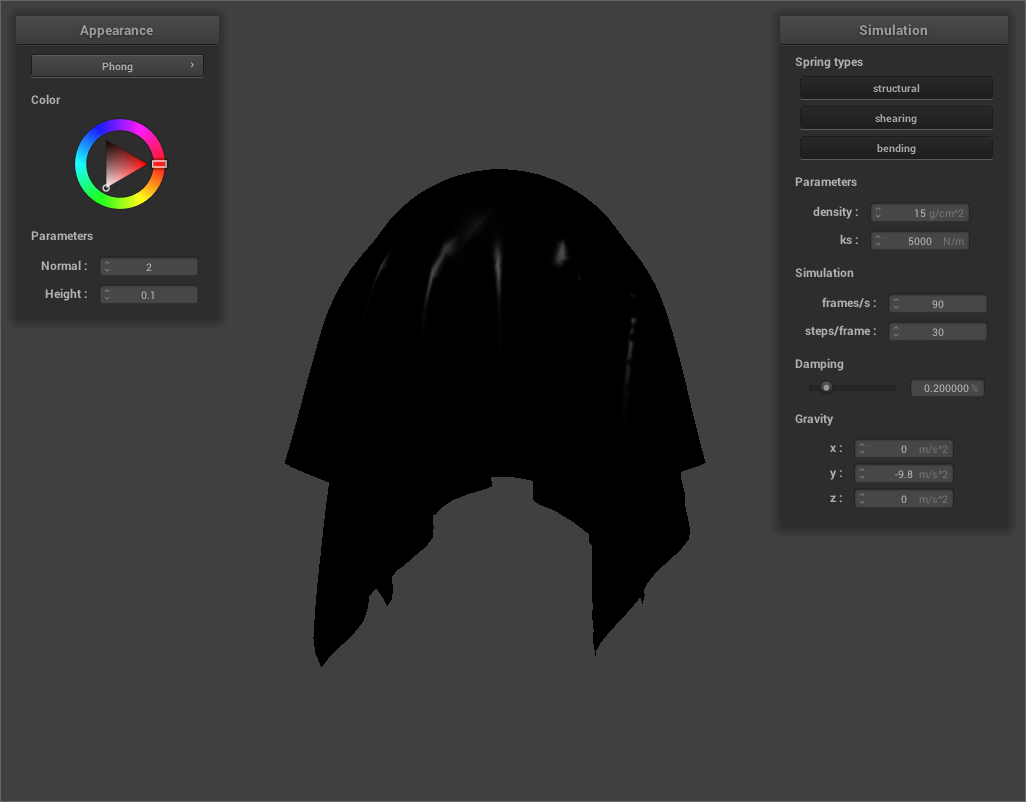 Appearance
Phong
Color
Parameters
Normal : 2
Height : 0.1
Simulation
Spring types
structural
shearing
bending
Parameters
density : 15 g/cm^2
ks : 5000 N/m
Simulation
frames/s : 90
steps/frame : 30
Damping
0.200000 %
Gravity
x : 0 m/s^2
y : -9.8 m/s^2
z : 0 m/s^2